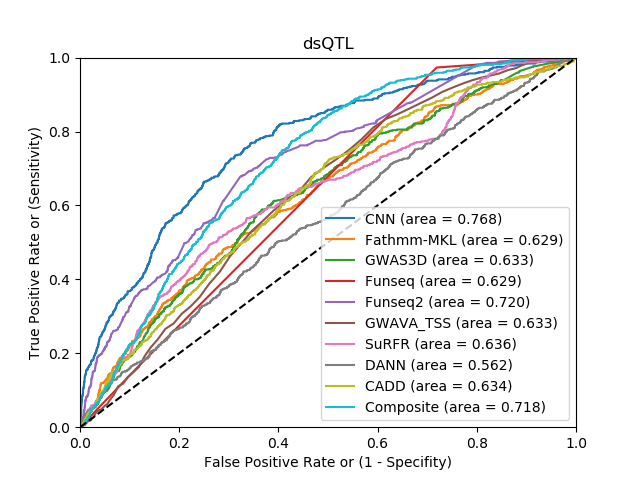 dsQTL
True Positive Rate or (Sensitivity)
1.0
0.8
0.6
0.4
0.2
0.0
CNN (area = 0.768)
Fathmm-MKL (area = 0.629)
GWAS3D (area = 0.633)
Funseq (area = 0.629)
Funseq2 (area = 0.720)
GWAVA_TSS (area = 0.633)
SuRFR (area = 0.636)
DANN (area = 0.562)
CADD (area = 0.634)
Composite (area = 0.718)
0.0 0.2 0.4 0.6 0.8 1.0
False Positive Rate or (1 - Specifity)